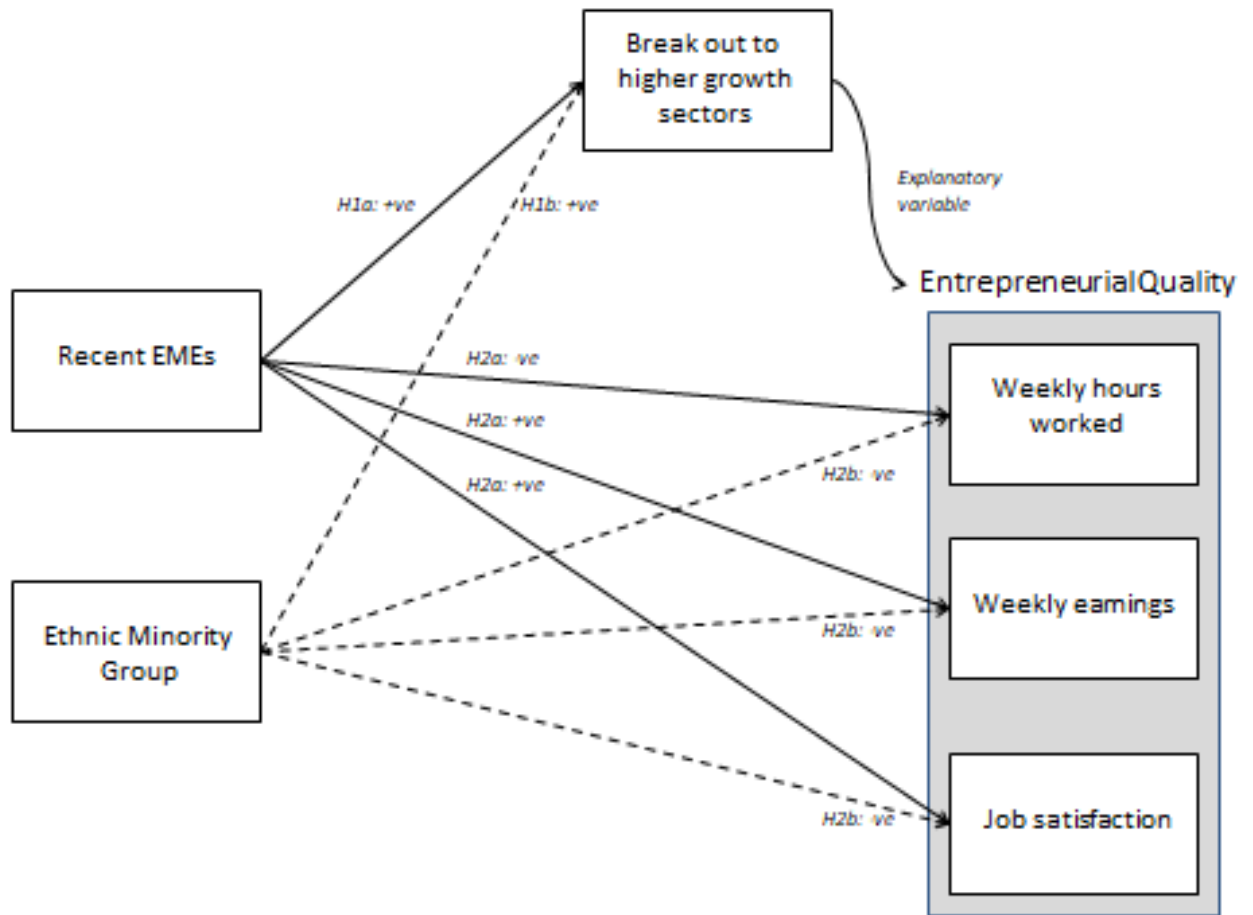 Break out to
higher growth
sectors
H1a: +ve
H1b: +ve
Explanatory
variable
EntrepreneurialQuality
Recent EMEs
H2a: -ve
Weekly hours
worked
H2a: +ve
H2b: -ve
H2a: +ve
Ethnic Minority
Group
Weekly earnings
H2b: -ve
H2b: -ve
Job satisfaction